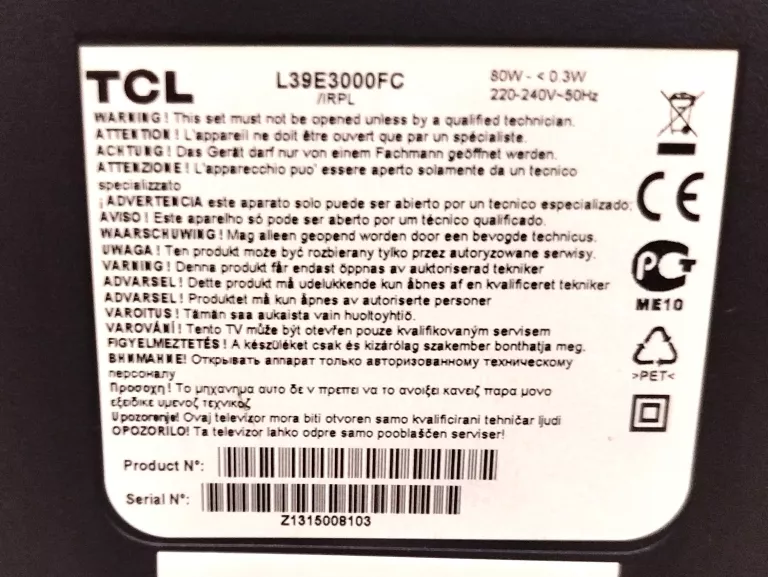 TCL L39E3000FC 80W - < 0.3W
/IRPL 220-240V~50Hz
WARNING! This set must not be opened unless by a qualified technician.
ATTENTION! L'appareil ne doit être ouvert que par un spécialiste.
ACHTUNG! Das Gerät darf nur von einem Fachmann geöffnet werden.
ATTENZIONE! L'apparecchio puo' essere aperto solamente da un tecnico
specializzato
¡ADVERTENCIA este aparato solo puede ser abierto por un tecnico especializado:
AVISO! Este aparelho só pode ser aberto por um técnico qualificado.
WAARSCHUWING! Mag alleen geopend worden door een bevogde technicus.
UWAGA! Ten produkt może być rozbierany tylko przez autoryzowane serwisy.
VARNING! Denna produkt får endast öppnas av auktoriserad tekniker
ADVARSEL! Dette produkt må udelukkende kun åbnes af en kvalificeret tekniker
ADVARSEL! Produktet må kun åpnes av autoriserte personer
VAROITUS! Tämän saa aukaista vain huoltoyhtiö.
VAROVÁNÍ! Tento TV může být otevřen pouze kvalifikovaným servisem
FIGYELMEZTETÉS! A készüléket csak és kizárólag szakember bonthatja meg.
ВНИМАНИЕ! Открывать аппарат только авторизованному техническому
персоналу
Προσοχη! Το μηχανημα αυτο δε ν πρεπει να το ανοιξει κανειζ παρα μονο
εξειδικε υμενοζ τεχνικοζ
Upozorenje! Ovaj televizor mora biti otvoren samo kvalificirani tehničar ljudi
OPOZORILO! Ta televizor lahko odpre samo pooblaščen serviser!
CE
РСТ
ME10
>PET<
Product N°:
Serial N°:
Z1315008103